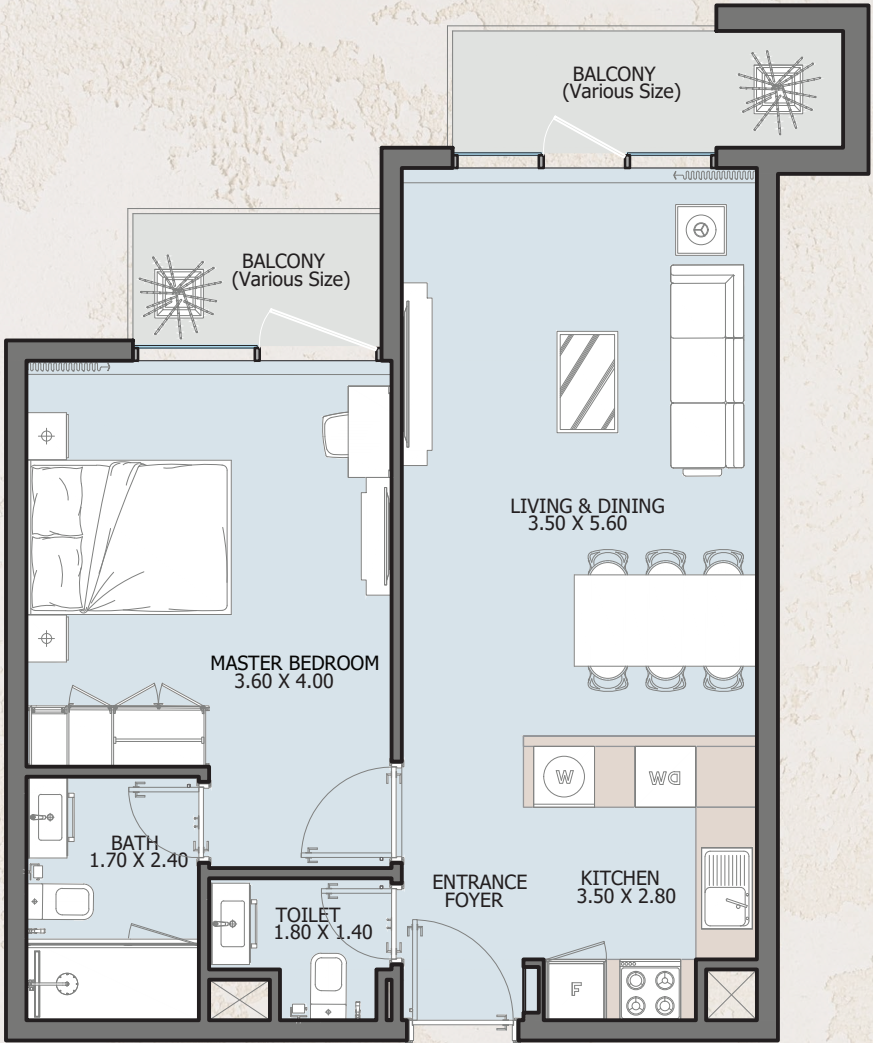 BALCONY
(Various Size)
BALCONY
(Various Size)
LIVING & DINING
3.50 X 5.60
MASTER BEDROOM
3.60 X 4.00
W
DW
BATH
1.70 X 2.40
ENTRANCE
FOYER
KITCHEN
3.50 X 2.80
TOILET
1.80 X 1.40
F